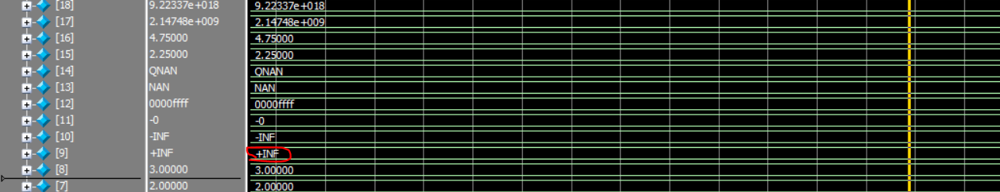 [18] 9.22337e+018 9.22337e+018
[17] 2.14748e+009 2.14748e+009
[16] 4.75000 4.75000
[15] 2.25000 2.25000
[14] QNAN QNAN
[13] NAN NAN
[12] 0000ffff 0000ffff
[11] -0 -0
[10] -INF -INF
[9] +INF +INF
[8] 3.00000 3.00000
[7] 2.00000 2.00000